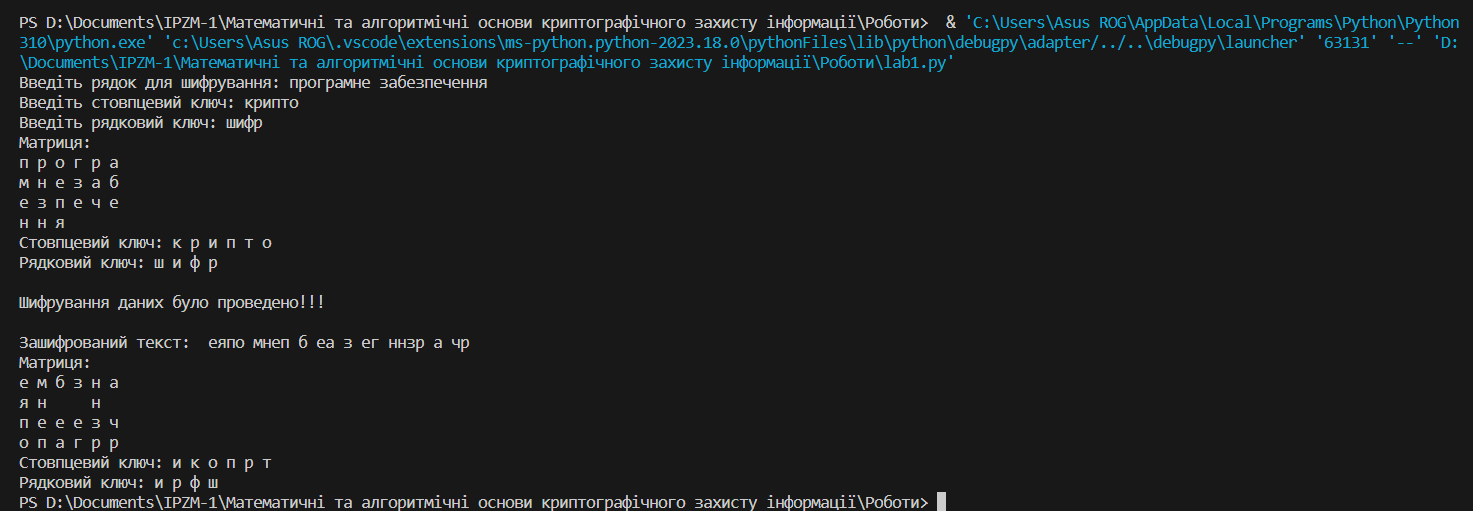 PS D:\Documents\IPZM-1\Математичні та алгоритмічні основи криптографічного захисту інформації\Роботи>  & 'C:\Users\Asus ROG\AppData\Local\Programs\Python\Python
310\python.exe' 'c:\Users\Asus ROG\.vscode\extensions\ms-python.python-2023.18.0\pythonFiles\lib\python\debugpy\adapter/../..\debugpy\launcher' '63131' '--' 'D:
\Documents\IPZM-1\Математичні та алгоритмічні основи криптографічного захисту інформації\Роботи\lab1.py'
Введіть рядок для шифрування: програмне забезпечення
Введіть стовпцевий ключ: крипто
Введіть рядковий ключ: шифр
Матриця:
п р о г р а
м н е з а б
е з п е ч е
н н я
Стовпцевий ключ: к р и п т о
Рядковий ключ: ш и ф р
Шифрування даних було проведено!!!
Зашифрований текст:  еяпо мнеп б еа з ег ннзр а чр
Матриця:
е м б з н а
я н     н
п е е е з ч
о п а г р р
Стовпцевий ключ: и к о п р т
Рядковий ключ: и р ф ш
PS D:\Documents\IPZM-1\Математичні та алгоритмічні основи криптографічного захисту інформації\Роботи>